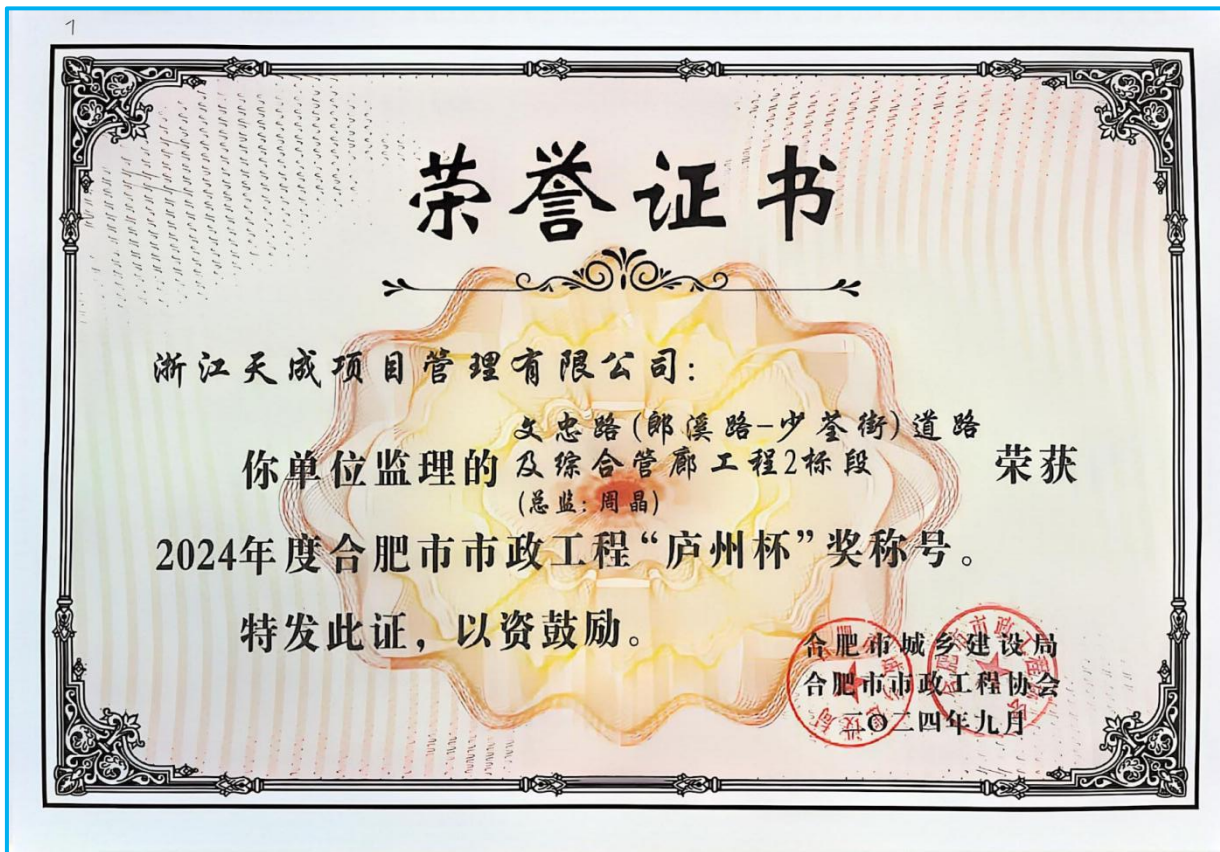 1
荣誉证书
浙江天成项目管理有限公司：
文忠路(郎溪路-少荃街)道路
你单位监理的 及综合管廊工程2标段 荣获
(总监：周晶)
2024年度合肥市市政工程“庐州杯”奖称号。
特发此证，以资鼓励。
合肥市城乡建设局
合肥市市政工程协会
二〇二四年九月